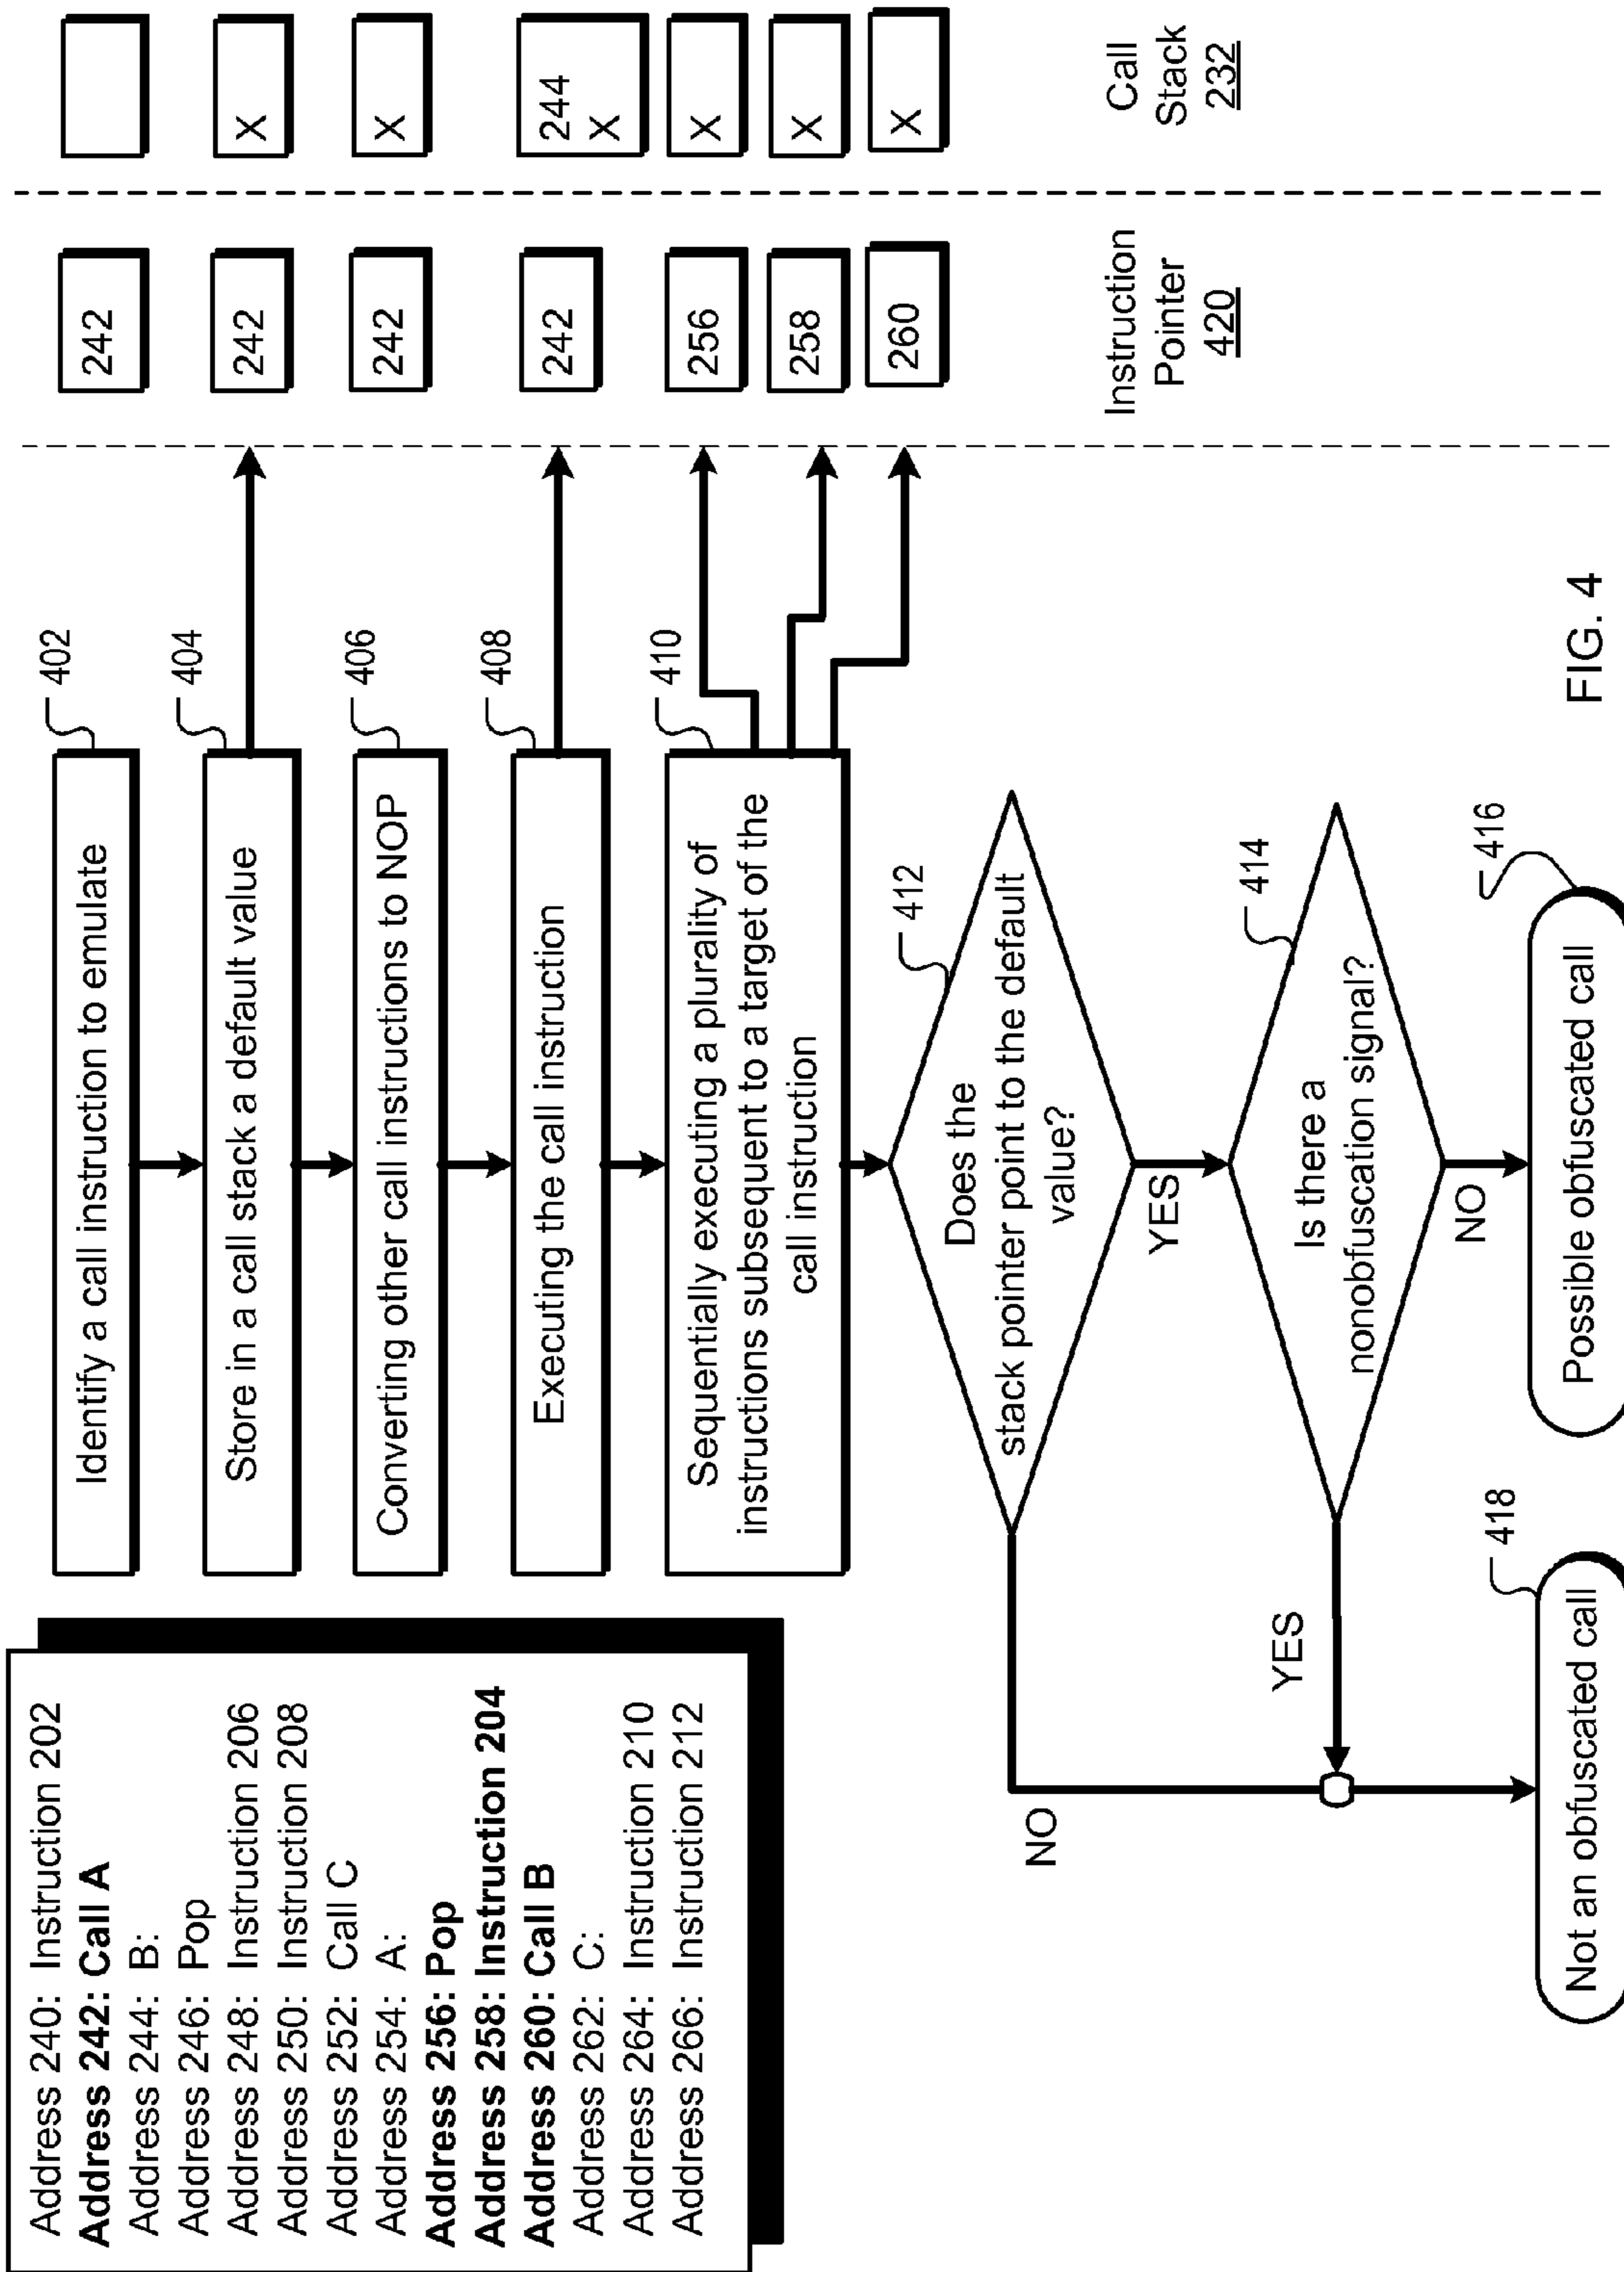 Address 240: Instruction 202
Address 242: Call A
Address 244: B:
Address 246: Pop
Address 248: Instruction 206
Address 250: Instruction 208
Address 252: Call C
Address 254: A:
Address 256: Pop
Address 258: Instruction 204
Address 260: Call B
Address 262: C:
Address 264: Instruction 210
Address 266: Instruction 212
402
Identify a call instruction to emulate
242
404
Store in a call stack a default value
242
X
406
Converting other call instructions to NOP
242
X
408
Executing the call instruction
242
244
X
410
Sequentially executing a plurality of
instructions subsequent to a target of the
call instruction
256
X
258
X
260
X
412
Does the
stack pointer point to the default
value?
NO
YES
414
Is there a
nonobfuscation signal?
YES
NO
416
Possible obfuscated call
418
Not an obfuscated call
Instruction
Pointer
420
Call
Stack
232
FIG. 4